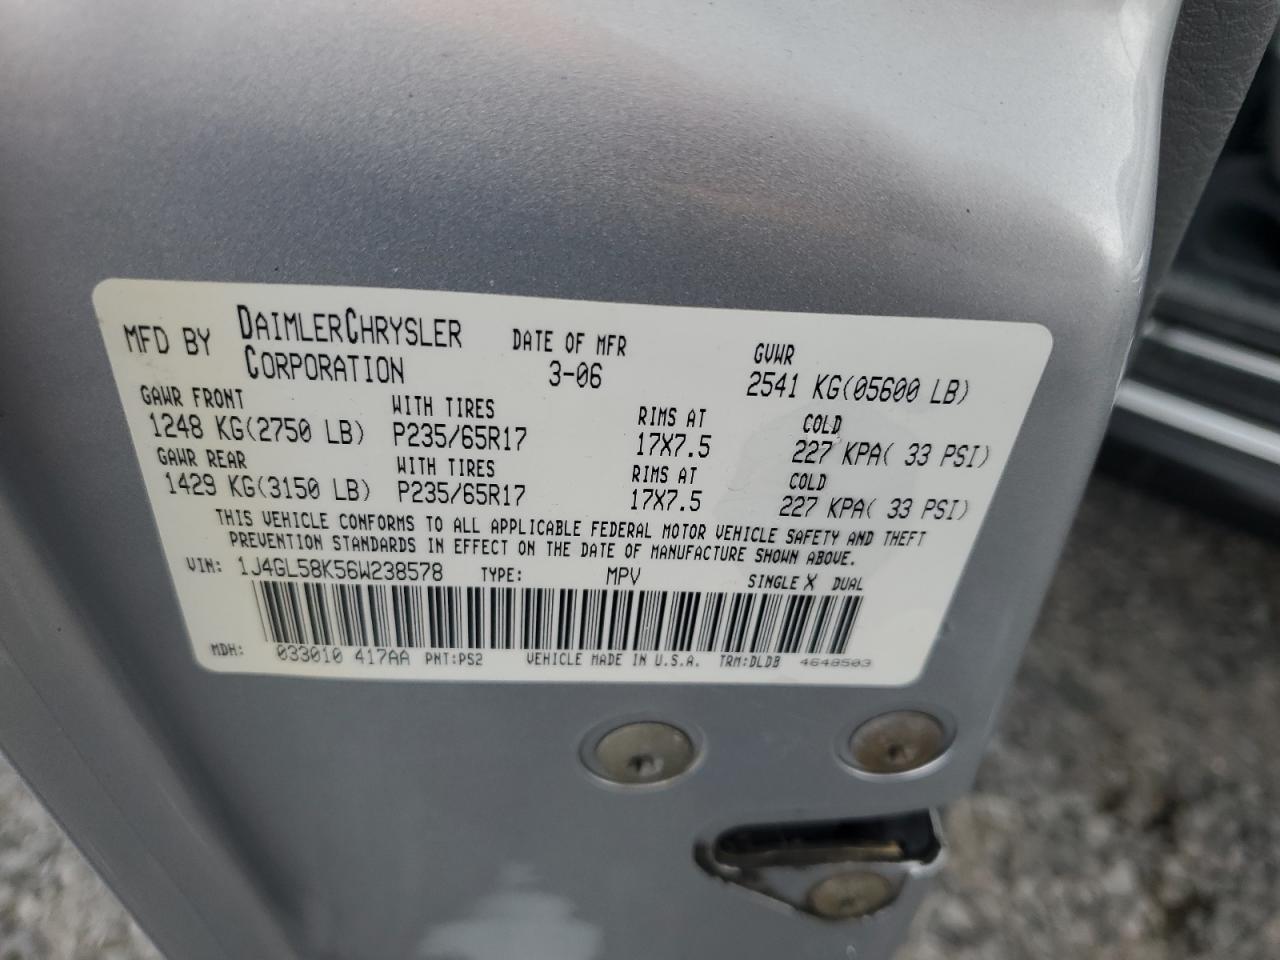 MFD BY DAIMLERCHRYSLER CORPORATION DATE OF MFR 3-06 GVWR 2541 KG(05600 LB)
GAWR FRONT WITH TIRES RIMS AT COLD
1248 KG(2750 LB) P235/65R17 17X7.5 227 KPA( 33 PSI)
GAWR REAR WITH TIRES RIMS AT COLD
1429 KG(3150 LB) P235/65R17 17X7.5 227 KPA( 33 PSI)
THIS VEHICLE CONFORMS TO ALL APPLICABLE FEDERAL MOTOR VEHICLE SAFETY AND THEFT
PREVENTION STANDARDS IN EFFECT ON THE DATE OF MANUFACTURE SHOWN ABOVE.
VIN: 1J4GL58K56W238578 TYPE: MPV SINGLE X DUAL
MDH: 033010 417AA PNT:PS2 VEHICLE MADE IN U.S.A. TRM:DLDB 4648503